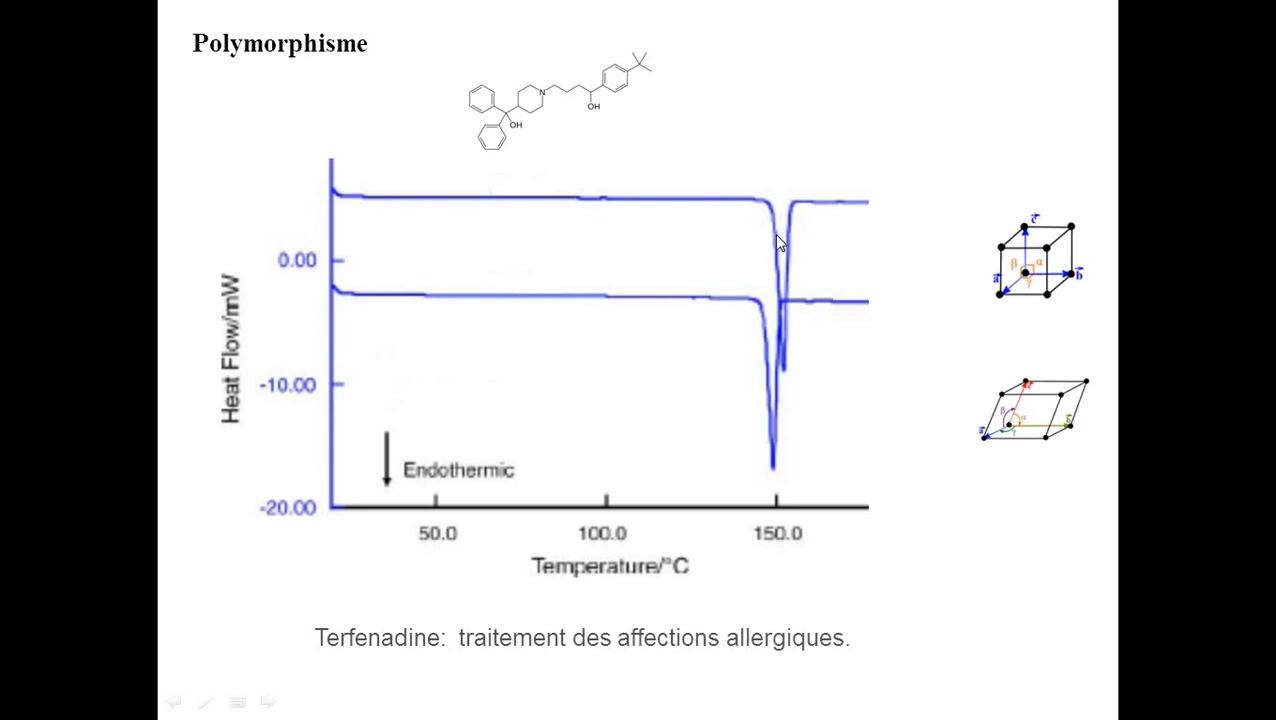 Polymorphisme
N
OH
OH
0.00
-10.00
-20.00
Heat Flow/mW
Endothermic
50.0
100.0
150.0
Temperature/°C
c
β
α
a
b
γ
c
β
α
a
b
γ
Terfenadine: traitement des affections allergiques.